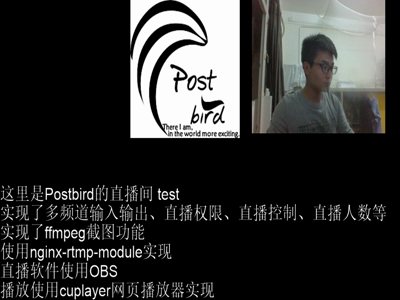 Post
bird
There I am,
in the world more exciting.
这里是Postbird的直播间 test
实现了多频道输入输出、直播权限、直播控制、直播人数等
实现了ffmpeg截图功能
使用nginx-rtmp-module实现
直播软件使用OBS
播放使用cuplayer网页播放器实现